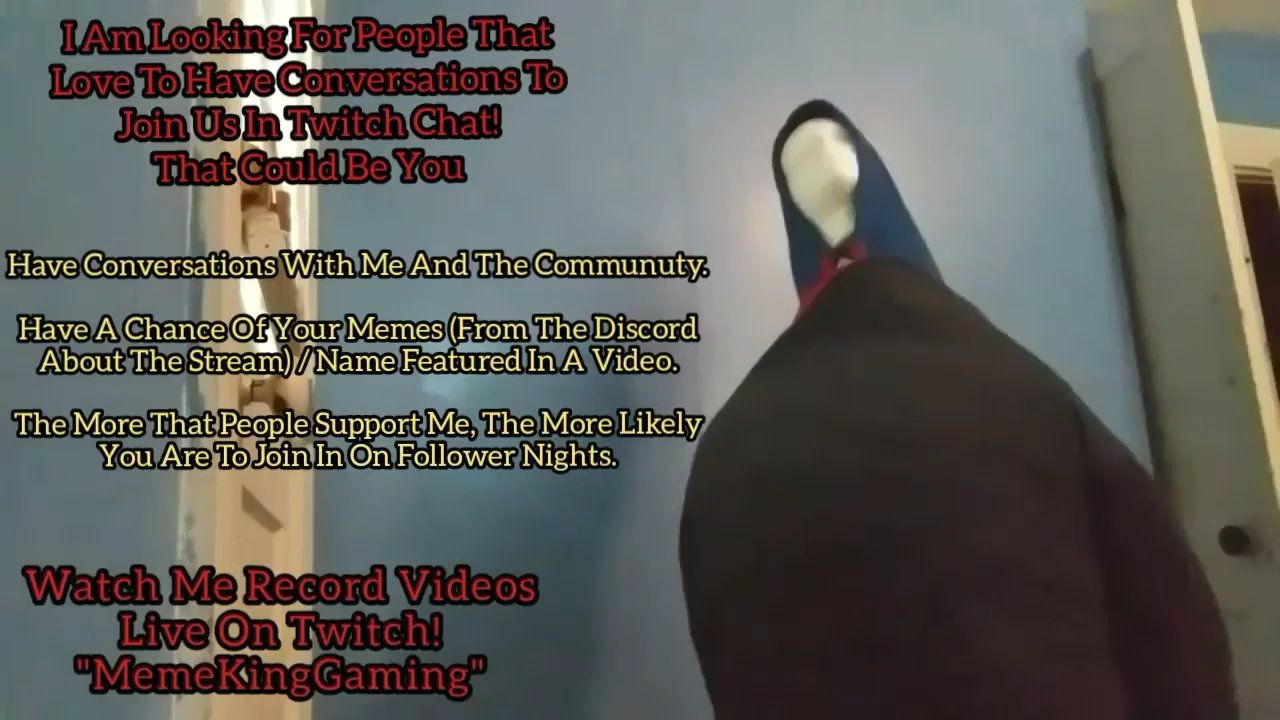 I Am Looking For People That
Love To Have Conversations To
Join Us In Twitch Chat!
That Could Be You
Have Conversations With Me And The Communuty.
Have A Chance Of Your Memes (From The Discord
About The Stream) / Name Featured In A Video.
The More That People Support Me, The More Likely
You Are To Join In On Follower Nights.
Watch Me Record Videos
Live On Twitch!
"MemeKingGaming"